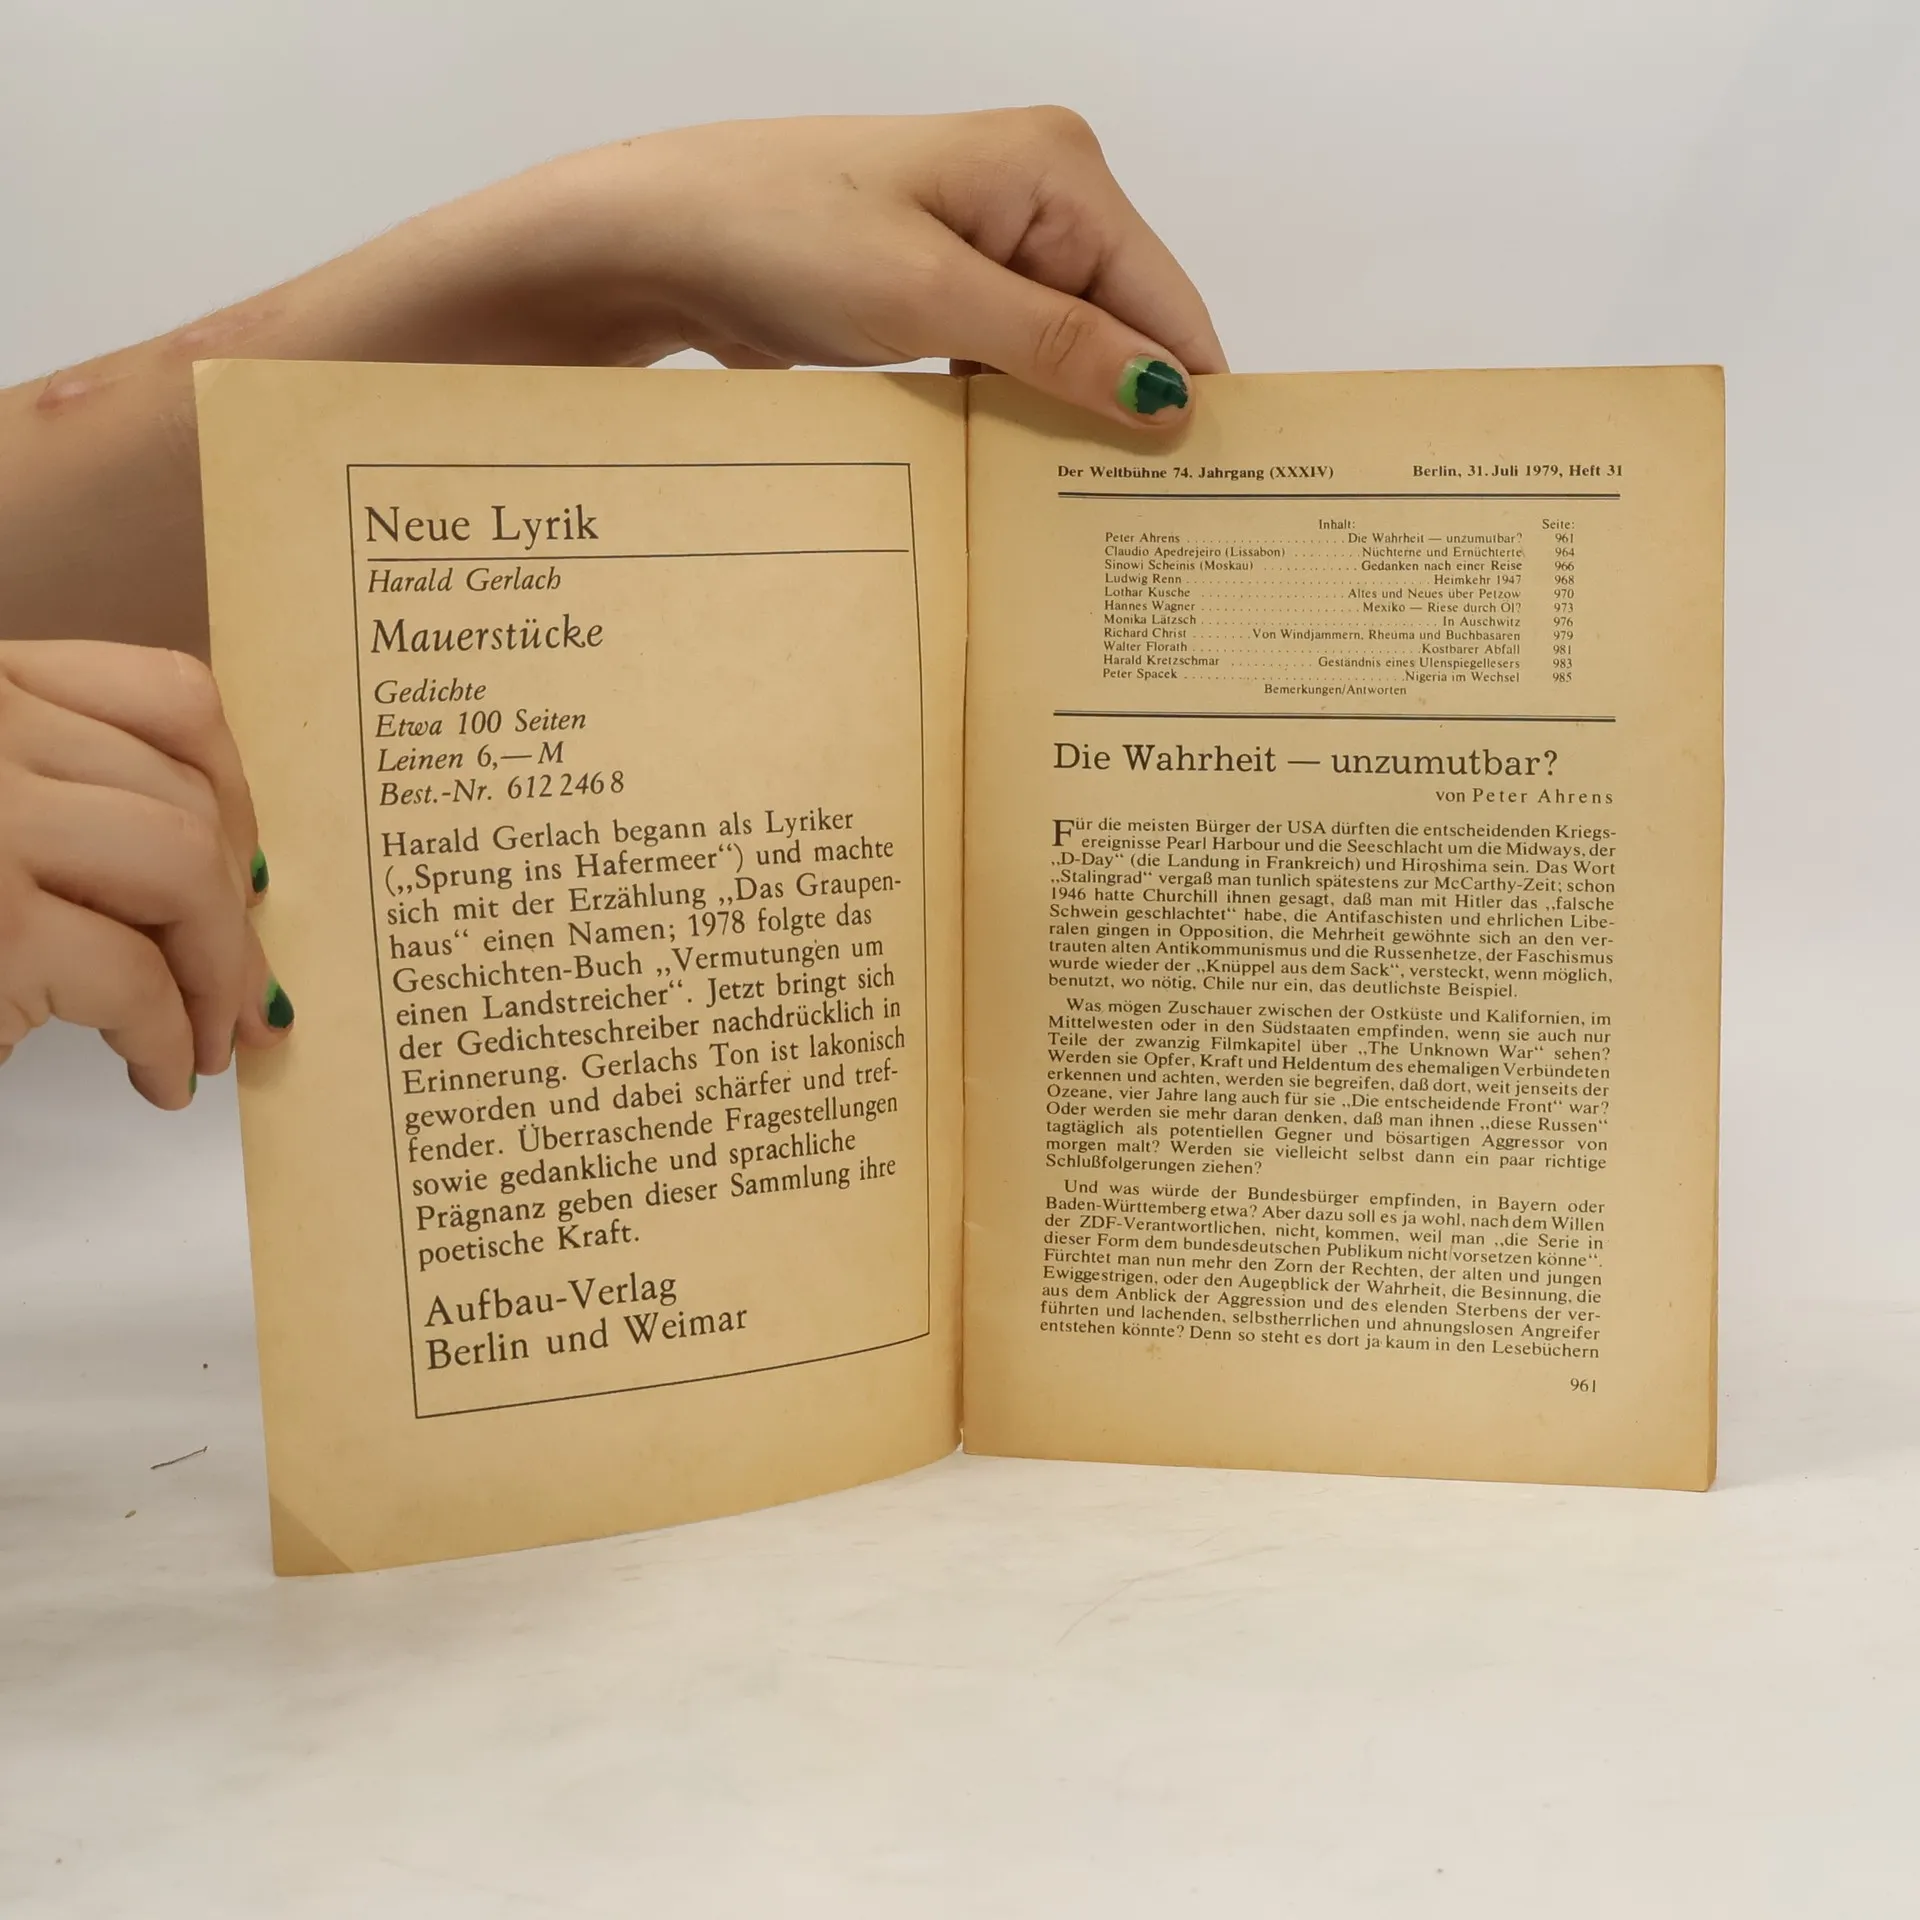 Neue Lyrik
Harald Gerlach
Mauerstücke
Gedichte
Etwa 100 Seiten
Leinen 6,— M
Best.-Nr. 612 246 8
Harald Gerlach begann als Lyriker
(„Sprung ins Hafermeer“) und machte
sich mit der Erzählung „Das Graupen-
haus“ einen Namen; 1978 folgte das
Geschichten-Buch „Vermutungen um
einen Landstreicher“. Jetzt bringt sich
der Gedichteschreiber nachdrücklich in
Erinnerung. Gerlachs Ton ist lakonisch
geworden und dabei schärfer und tref-
fender. Überraschende Fragestellungen
sowie gedankliche und sprachliche
Prägnanz geben dieser Sammlung ihre
poetische Kraft.
Aufbau-Verlag
Berlin und Weimar
Der Weltbühne 74. Jahrgang (XXXIV) Berlin, 31. Juli 1979, Heft 31
Inhalt: Seite:
Peter Ahrens . . . . . . . . . . . . . . . . . . . . Die Wahrheit — unzumutbar? 961
Claudio Apedrejeiro (Lissabon) . . . . . . . . . Nüchterne und Ernüchterte 964
Sinowi Scheinis (Moskau) . . . . . . . . . . . . Gedanken nach einer Reise 966
Ludwig Renn . . . . . . . . . . . . . . . . . . . . . . . . . . . . . . Heimkehr 1947 968
Lothar Kusche . . . . . . . . . . . . . . . . . . Altes und Neues über Petzow 970
Hannes Wagner . . . . . . . . . . . . . . . . . . . . Mexiko — Riese durch Öl? 973
Monika Lätzsch . . . . . . . . . . . . . . . . . . . . . . . . . . . . . . In Auschwitz 976
Richard Christ . . . . . . . . Von Windjammern, Rheuma und Buchbasaren 979
Walter Florath . . . . . . . . . . . . . . . . . . . . . . . . . . . . Kostbarer Abfall 981
Harald Kretzschmar . . . . . . . . . . Geständnis eines Ulenspiegellesers 983
Peter Spacek . . . . . . . . . . . . . . . . . . . . . . . . . . Nigeria im Wechsel 985
Bemerkungen/Antworten
Die Wahrheit — unzumutbar?
von Peter Ahrens
Für die meisten Bürger der USA dürften die entscheidenden Kriegs-
ereignisse Pearl Harbour und die Seeschlacht um die Midways, der
„D-Day“ (die Landung in Frankreich) und Hiroshima sein. Das Wort
„Stalingrad“ vergaß man tunlich spätestens zur McCarthy-Zeit; schon
1946 hatte Churchill ihnen gesagt, daß man mit Hitler das „falsche
Schwein geschlachtet“ habe, die Antifaschisten und ehrlichen Libe-
ralen gingen in Opposition, die Mehrheit gewöhnte sich an den ver-
trauten alten Antikommunismus und die Russenhetze, der Faschismus
wurde wieder der „Knüppel aus dem Sack“, versteckt, wenn möglich,
benutzt, wo nötig, Chile nur ein, das deutlichste Beispiel.
Was mögen Zuschauer zwischen der Ostküste und Kalifornien, im
Mittelwesten oder in den Südstaaten empfinden, wenn sie auch nur
Teile der zwanzig Filmkapitel über „The Unknown War“ sehen?
Werden sie Opfer, Kraft und Heldentum des ehemaligen Verbündeten
erkennen und achten, werden sie begreifen, daß dort, weit jenseits der
Ozeane, vier Jahre lang auch für sie „Die entscheidende Front“ war?
Oder werden sie mehr daran denken, daß man ihnen „diese Russen“
tagtäglich als potentiellen Gegner und bösartigen Aggressor von
morgen malt? Werden sie vielleicht selbst dann ein paar richtige
Schlußfolgerungen ziehen?
Und was würde der Bundesbürger empfinden, in Bayern oder
Baden-Württemberg etwa? Aber dazu soll es ja wohl, nach dem Willen
der ZDF-Verantwortlichen, nicht kommen, weil man „die Serie in
dieser Form dem bundesdeutschen Publikum nicht vorsetzen könne“.
Fürchtet man nun mehr den Zorn der Rechten, der alten und jungen
Ewiggestrigen, oder den Augenblick der Wahrheit, die Besinnung, die
aus dem Anblick der Aggression und des elenden Sterbens der ver-
führten und lachenden, selbstherrlichen und ahnungslosen Angreifer
entstehen könnte? Denn so steht es dort ja kaum in den Lesebüchern
961